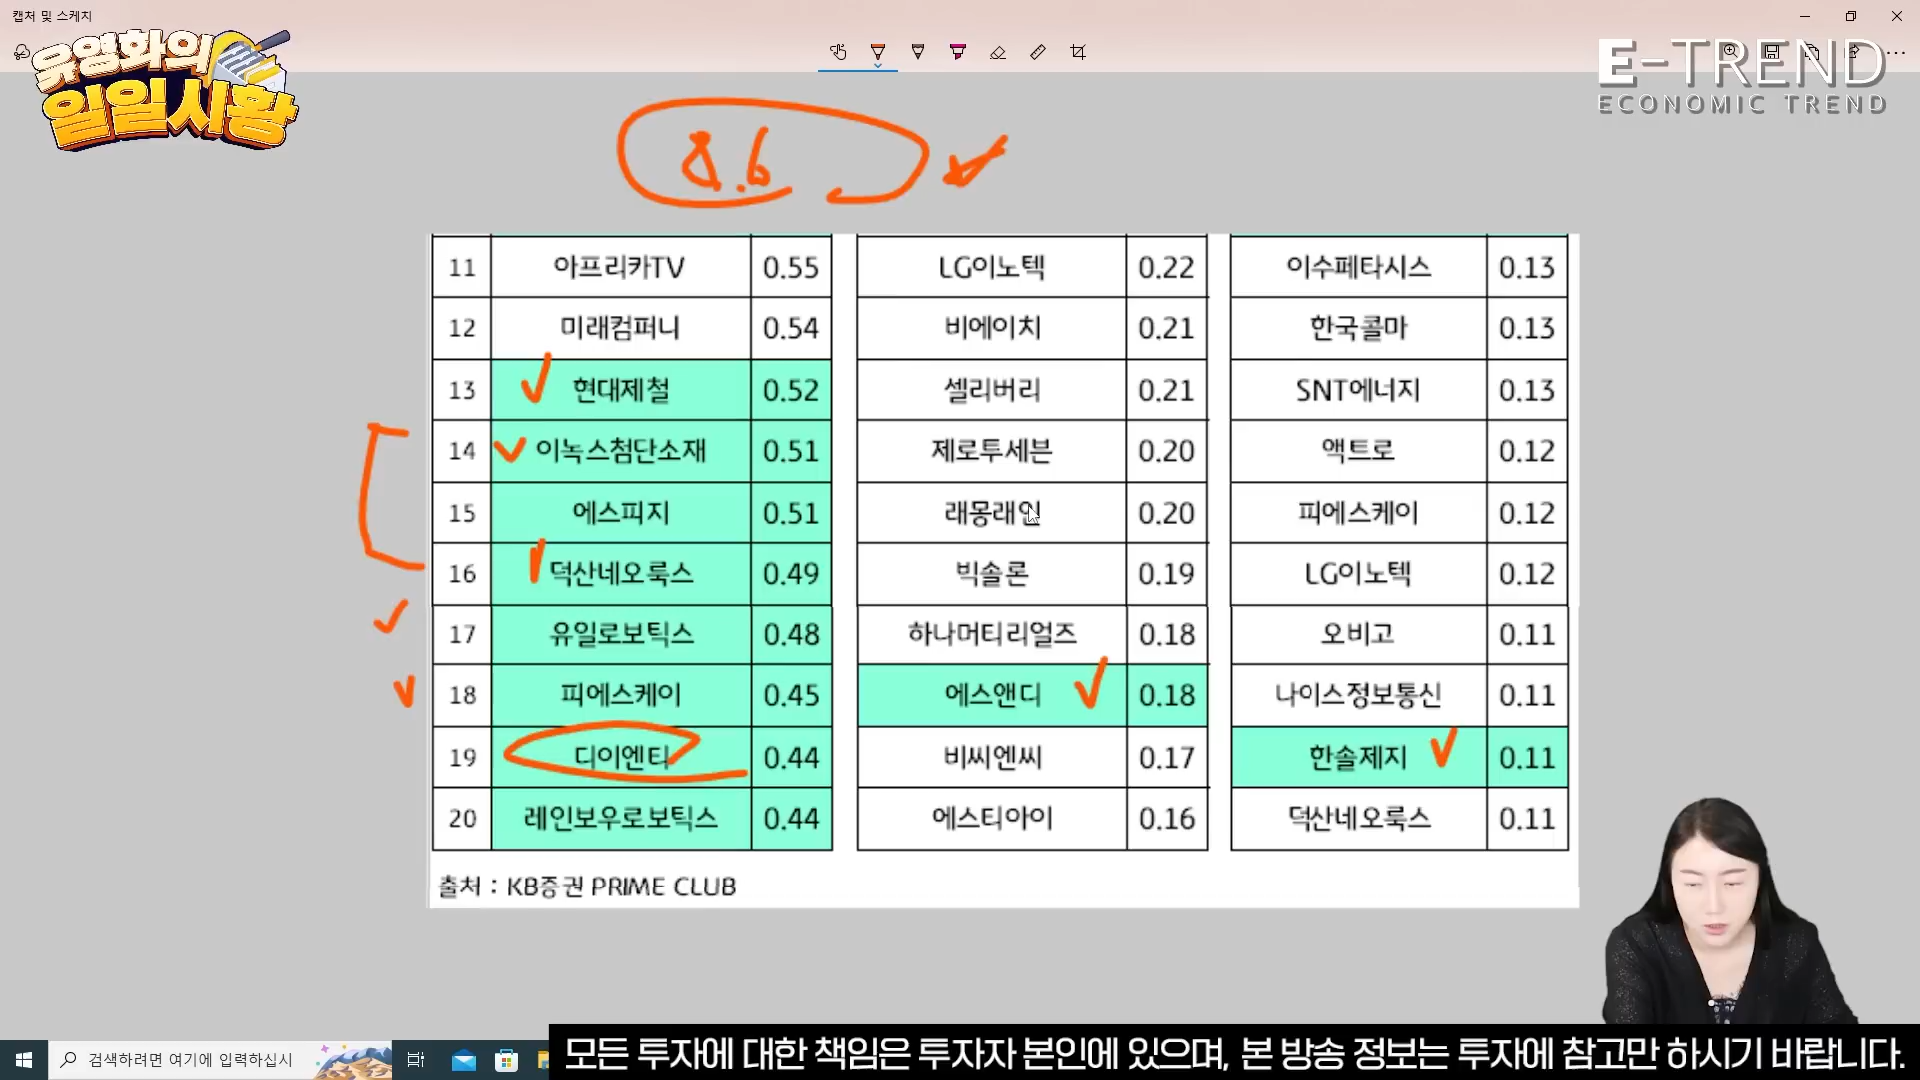 캡처 및 스케치
유영화의
일일시황
E-TREND
ECONOMIC TREND
8.6
11 아프리카TV 0.55 LG이노텍 0.22 이수페타시스 0.13
12 미래컴퍼니 0.54 비에이치 0.21 한국콜마 0.13
13 현대제철 0.52 셀리버리 0.21 SNT에너지 0.13
14 이녹스첨단소재 0.51 제로투세븐 0.20 액트로 0.12
15 에스피지 0.51 래몽래인 0.20 피에스케이 0.12
16 덕산네오룩스 0.49 빅솔론 0.19 LG이노텍 0.12
17 유일로보틱스 0.48 하나머티리얼즈 0.18 오비고 0.11
18 피에스케이 0.45 에스앤디 0.18 나이스정보통신 0.11
19 디이엔티 0.44 비씨엔씨 0.17 한솔제지 0.11
20 레인보우로보틱스 0.44 에스티아이 0.16 덕산네오룩스 0.11
출처 : KB증권 PRIME CLUB
검색하려면 여기에 입력하십시
모든 투자에 대한 책임은 투자자 본인에 있으며, 본 방송 정보는 투자에 참고만 하시기 바랍니다.